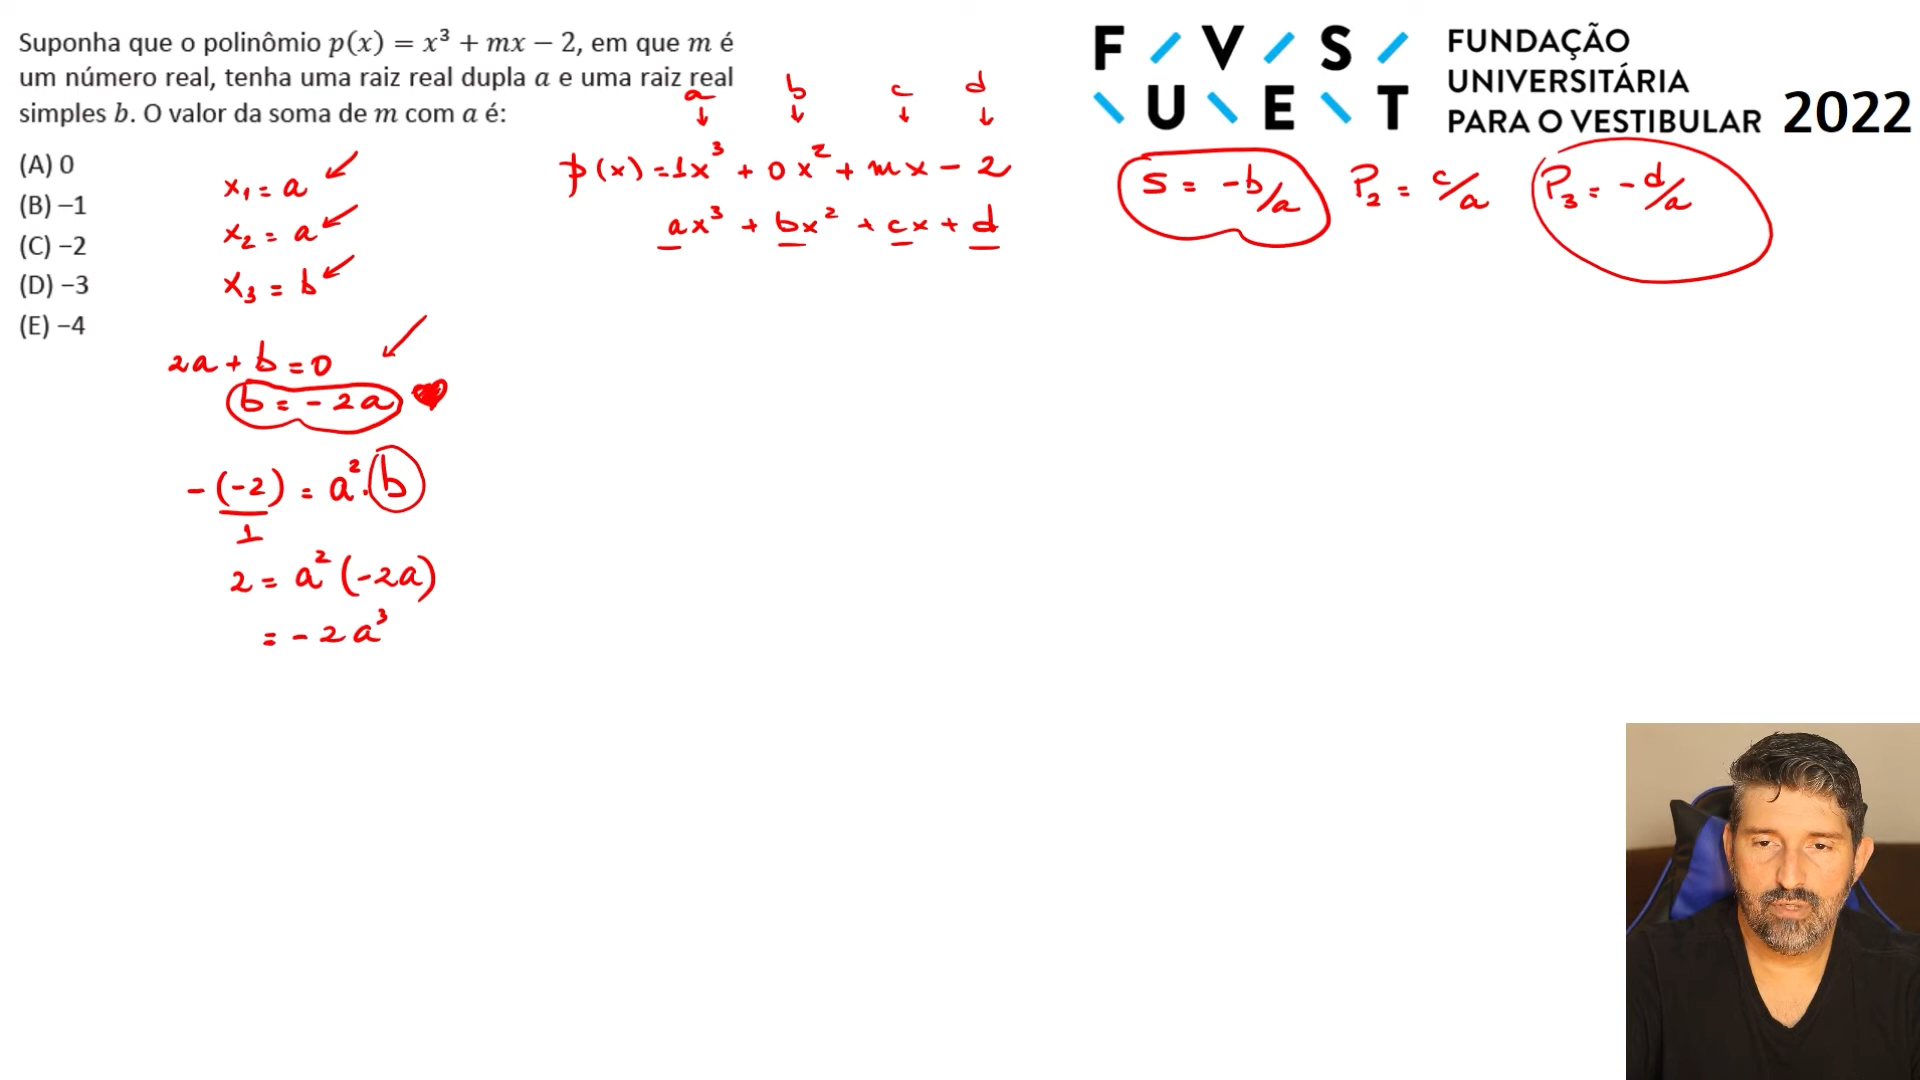 Suponha que o polinômio p(x) = x³ + mx − 2, em que m é
um número real, tenha uma raiz real dupla a e uma raiz real
simples b. O valor da soma de m com a é:
(A) 0
(B) −1
(C) −2
(D) −3
(E) −4
x₁ = a
x₂ = a
x₃ = b
2a + b = 0
b = - 2a
-(-2)/1 = a².b
2 = a² (-2a)
= - 2a³
a b c d
p(x) = 1x³ + 0x² + mx - 2
ax³ + bx² + cx + d
F / V / S /
\ U \ E \ T
FUNDAÇÃO
UNIVERSITÁRIA
PARA O VESTIBULAR 2022
S = -b/a P₂ = c/a P₃ = -d/a